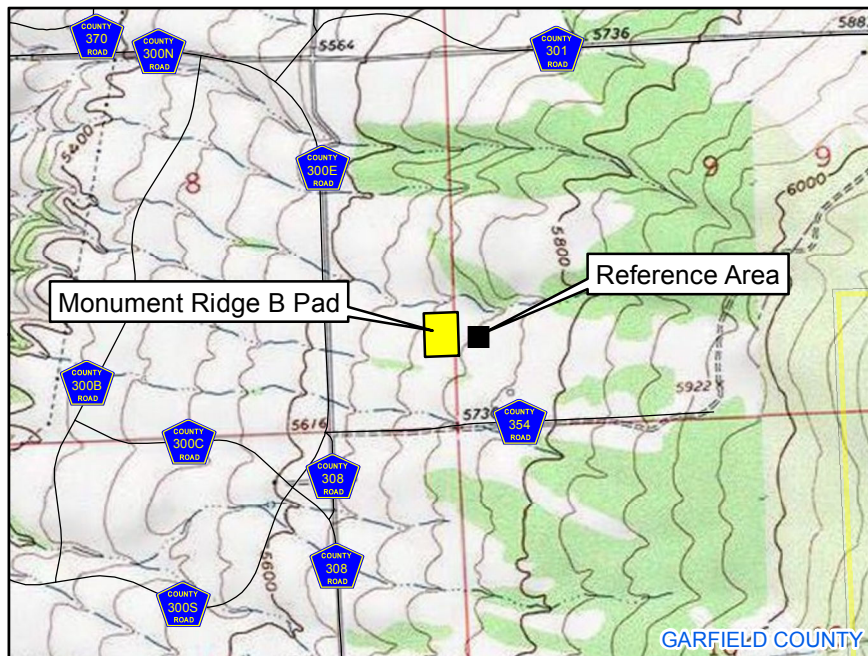 COUNTY
370
ROAD
COUNTY
300N
ROAD
5564
COUNTY
301
ROAD
5736
588
5400
8
COUNTY
300E
ROAD
9
9
6000
5800
Reference Area
Monument Ridge B Pad
COUNTY
300B
ROAD
5922
5616
573
COUNTY
354
ROAD
COUNTY
300C
ROAD
COUNTY
308
ROAD
5600
COUNTY
308
ROAD
COUNTY
300S
ROAD
GARFIELD COUNTY